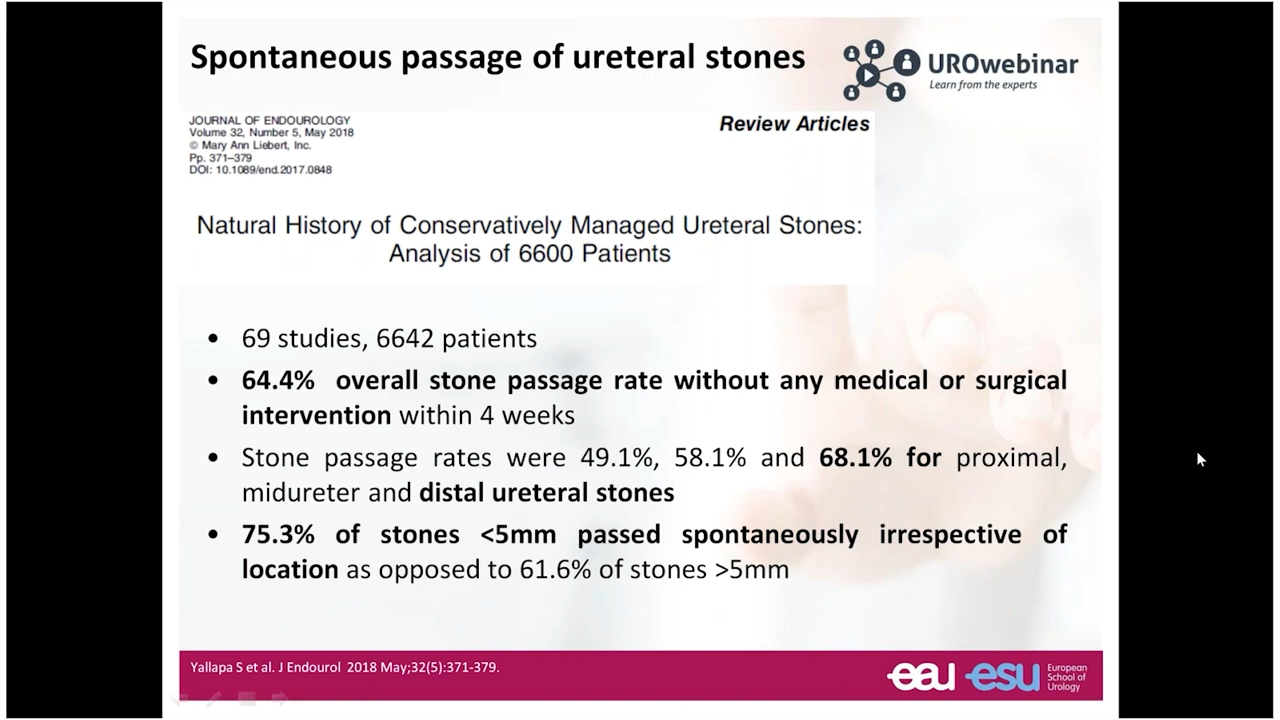 Spontaneous passage of ureteral stones
UROwebinar
Learn from the experts
JOURNAL OF ENDOUROLOGY
Volume 32, Number 5, May 2018
© Mary Ann Liebert, Inc.
Pp. 371–379
DOI: 10.1089/end.2017.0848
Review Articles
Natural History of Conservatively Managed Ureteral Stones:
Analysis of 6600 Patients
• 69 studies, 6642 patients
• 64.4% overall stone passage rate without any medical or surgical
intervention within 4 weeks
• Stone passage rates were 49.1%, 58.1% and 68.1% for proximal,
midureter and distal ureteral stones
• 75.3% of stones <5mm passed spontaneously irrespective of
location as opposed to 61.6% of stones >5mm
Yallapa S et al. J Endourol 2018 May;32(5):371-379.
eau esu
European
School of
Urology